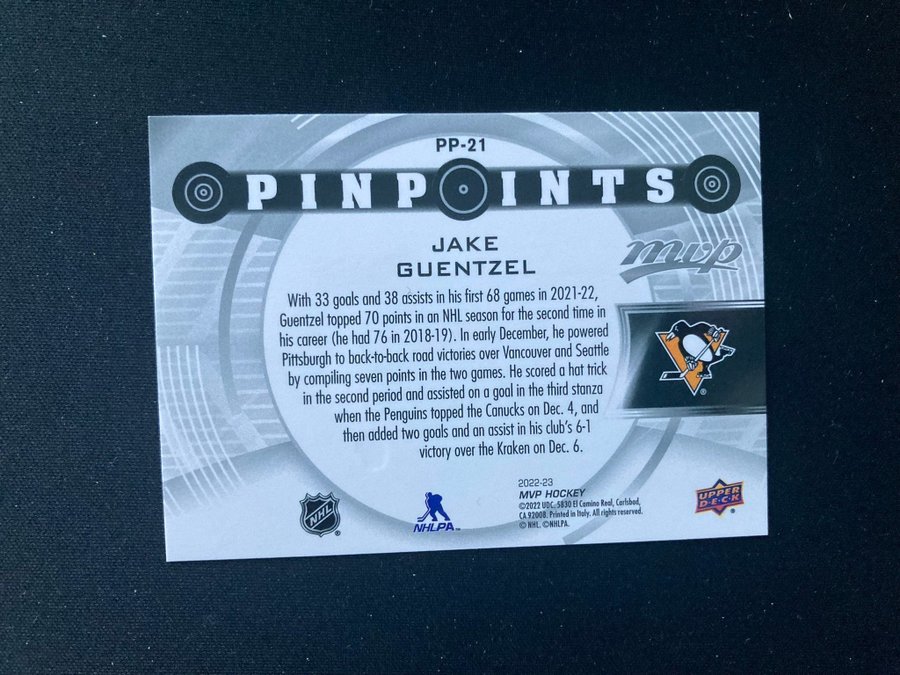 PP-21
PINPOINTS
JAKE
GUENTZEL
mvp
With 33 goals and 38 assists in his first 68 games in 2021-22,
Guentzel topped 70 points in an NHL season for the second time in
his career (he had 76 in 2018-19). In early December, he powered
Pittsburgh to back-to-back road victories over Vancouver and Seattle
by compiling seven points in the two games. He scored a hat trick
in the second period and assisted on a goal in the third stanza
when the Penguins topped the Canucks on Dec. 4, and
then added two goals and an assist in his club's 6-1
victory over the Kraken on Dec. 6.
NHL
NHLPA
2022-23
MVP HOCKEY
©2022 UDC. 5830 El Camino Real, Carlsbad,
CA 92008. Printed in Italy. All rights reserved.
© NHL. ©NHLPA.
UPPER
DECK